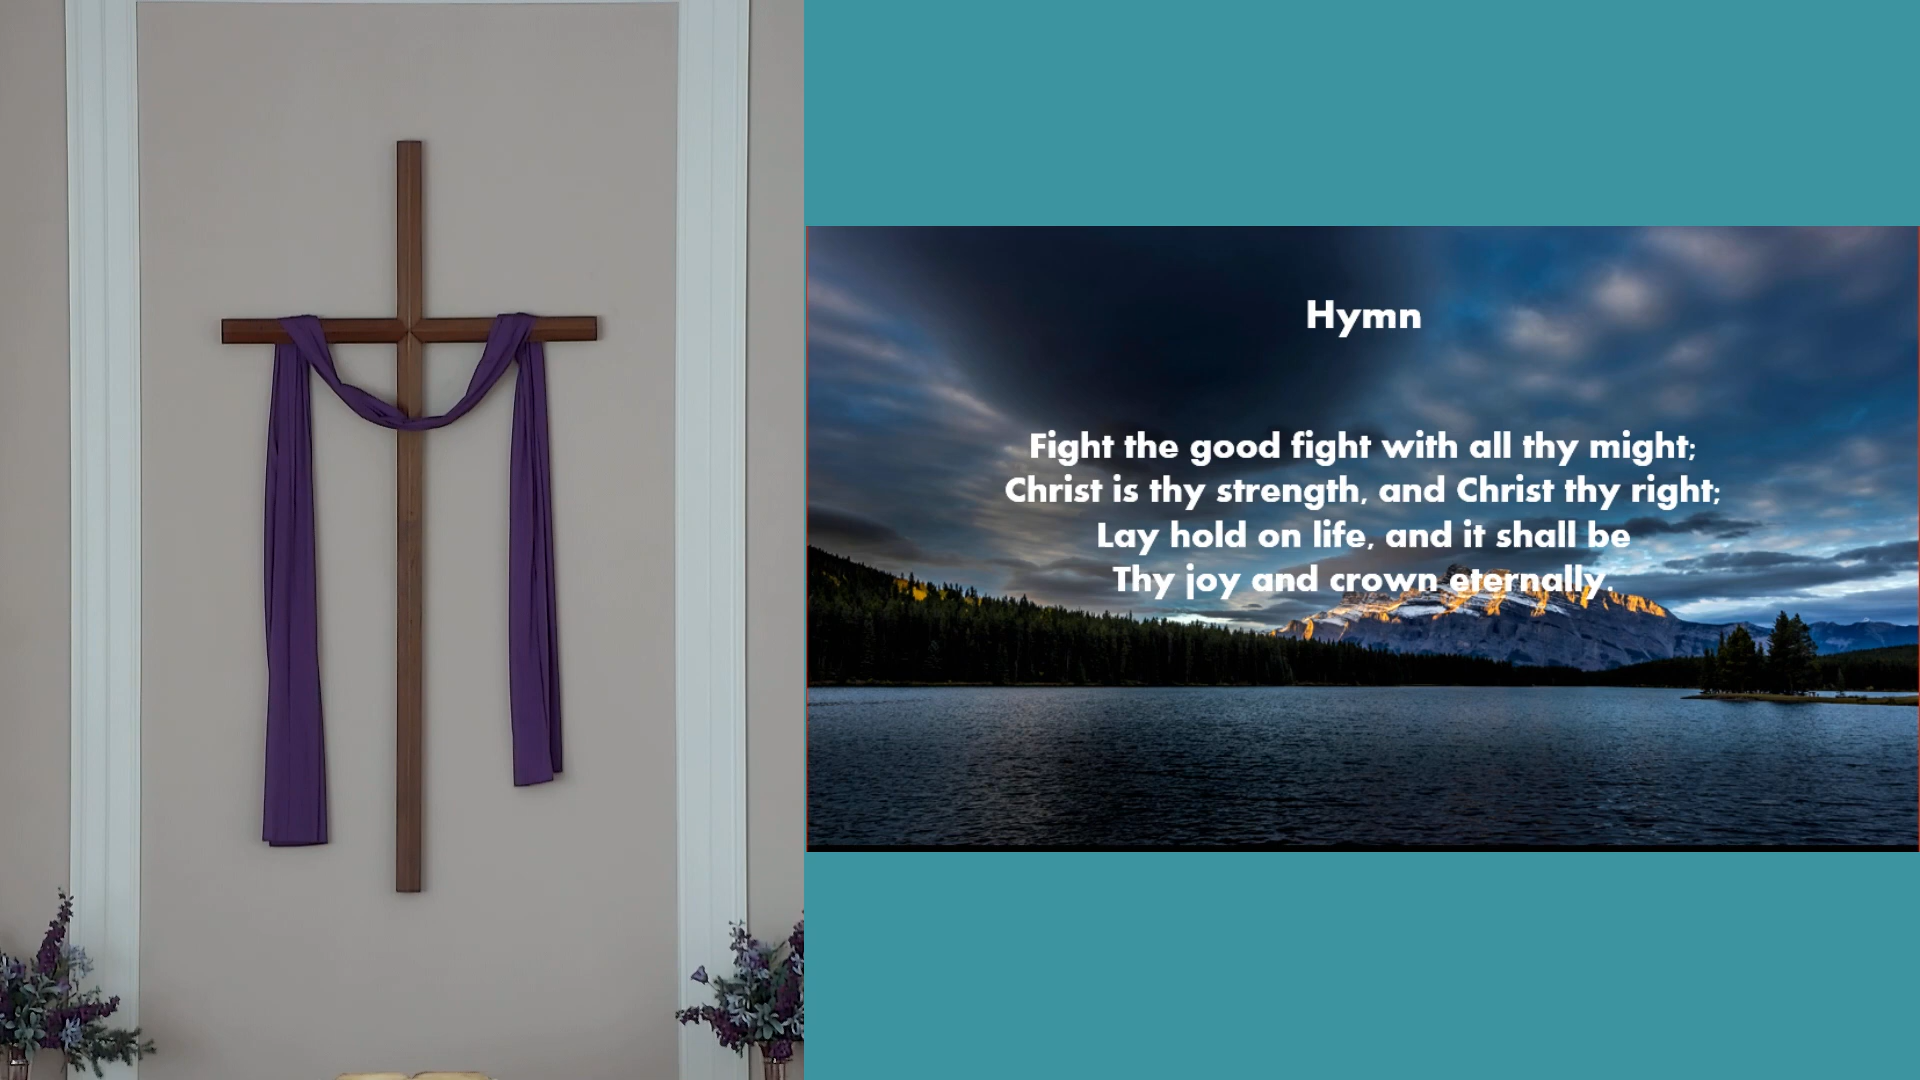 Hymn
Fight the good fight with all thy might;
Christ is thy strength, and Christ thy right;
Lay hold on life, and it shall be
Thy joy and crown eternally.